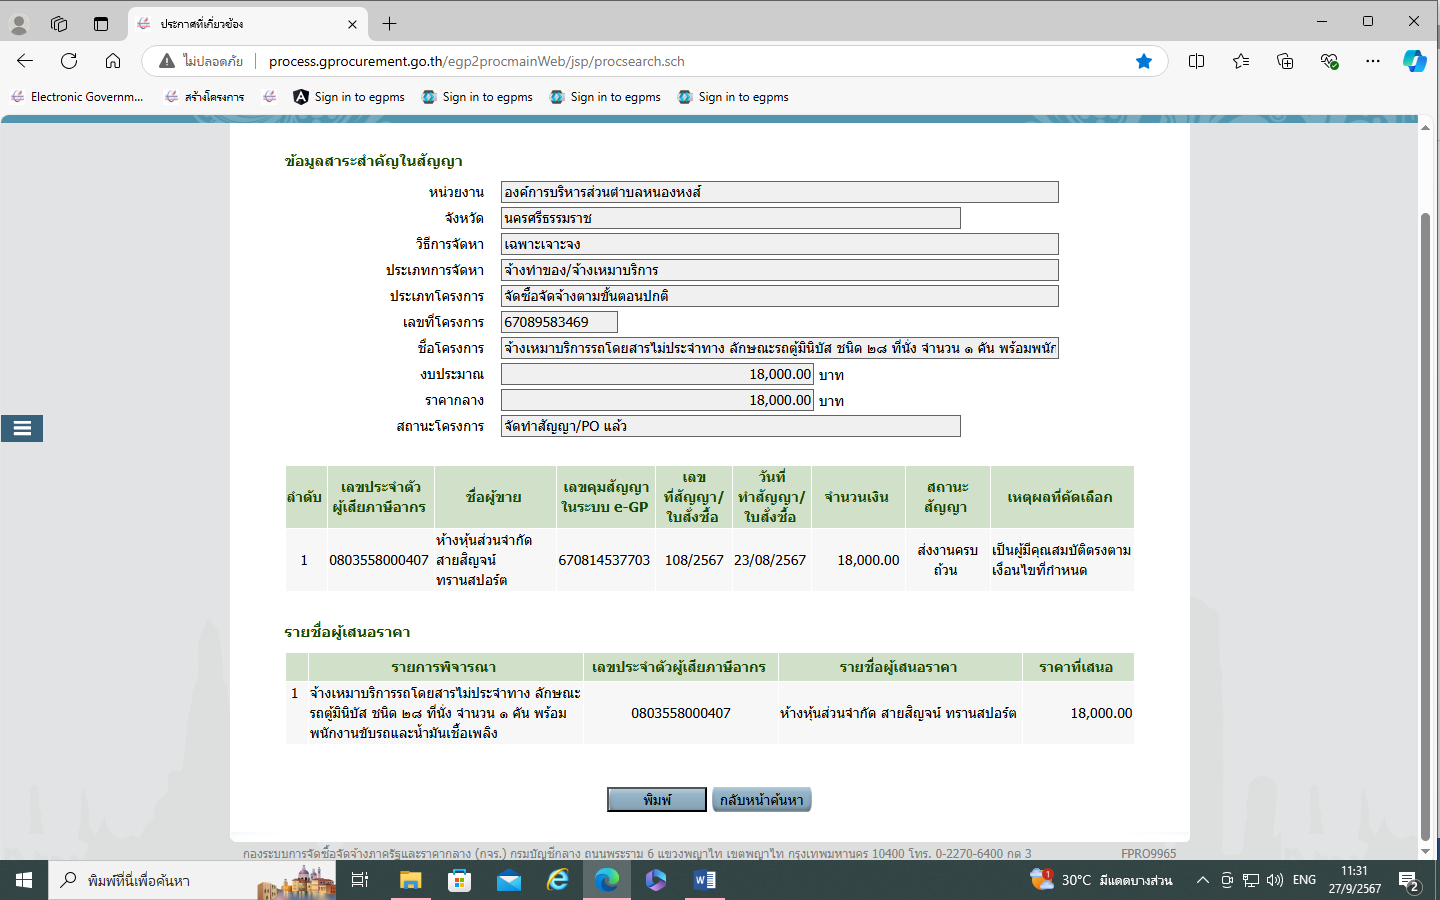 ประกาศที่เกี่ยวข้อง
ไม่ปลอดภัย
process.gprocurement.go.th/egp2procmainWeb/jsp/procsearch.sch
Electronic Governm...
สร้างโครงการ
Sign in to egpms
Sign in to egpms
Sign in to egpms
Sign in to egpms
ข้อมูลสาระสำคัญในสัญญา
หน่วยงาน องค์การบริหารส่วนตำบลหนองหงส์
จังหวัด นครศรีธรรมราช
วิธีการจัดหา เฉพาะเจาะจง
ประเภทการจัดหา จ้างทำของ/จ้างเหมาบริการ
ประเภทโครงการ จัดซื้อจัดจ้างตามขั้นตอนปกติ
เลขที่โครงการ 67089583469
ชื่อโครงการ จ้างเหมาบริการรถโดยสารไม่ประจำทาง ลักษณะรถตู้มินิบัส ชนิด ๒๘ ที่นั่ง จำนวน ๑ คัน พร้อมพนัก
งบประมาณ 18,000.00 บาท
ราคากลาง 18,000.00 บาท
สถานะโครงการ จัดทำสัญญา/PO แล้ว
ลำดับ
เลขประจำตัว
ผู้เสียภาษีอากร
ชื่อผู้ขาย
เลขคุมสัญญา
ในระบบ e-GP
เลข
ที่สัญญา/
ใบสั่งซื้อ
วันที่
ทำสัญญา/
ใบสั่งซื้อ
จำนวนเงิน
สถานะ
สัญญา
เหตุผลที่คัดเลือก
1
0803558000407
ห้างหุ้นส่วนจำกัด
สายสิญจน์
ทรานสปอร์ต
670814537703
108/2567
23/08/2567
18,000.00
ส่งงานครบ
ถ้วน
เป็นผู้มีคุณสมบัติตรงตาม
เงื่อนไขที่กำหนด
รายชื่อผู้เสนอราคา
รายการพิจารณา
เลขประจำตัวผู้เสียภาษีอากร
รายชื่อผู้เสนอราคา
ราคาที่เสนอ
1
จ้างเหมาบริการรถโดยสารไม่ประจำทาง ลักษณะ
รถตู้มินิบัส ชนิด ๒๘ ที่นั่ง จำนวน ๑ คัน พร้อม
พนักงานขับรถและน้ำมันเชื้อเพลิง
0803558000407
ห้างหุ้นส่วนจำกัด สายสิญจน์ ทรานสปอร์ต
18,000.00
พิมพ์
กลับหน้าค้นหา
กองระบบการจัดซื้อจัดจ้างภาครัฐและราคากลาง (กจร.) กรมบัญชีกลาง ถนนพระราม 6 แขวงพญาไท เขตพญาไท กรุงเทพมหานคร 10400 โทร. 0-2270-6400 กด 3
FPRO9965
พิมพ์ที่นี่เพื่อค้นหา
1
30°C มีแดดบางส่วน
ENG
11:31
27/9/2567
2